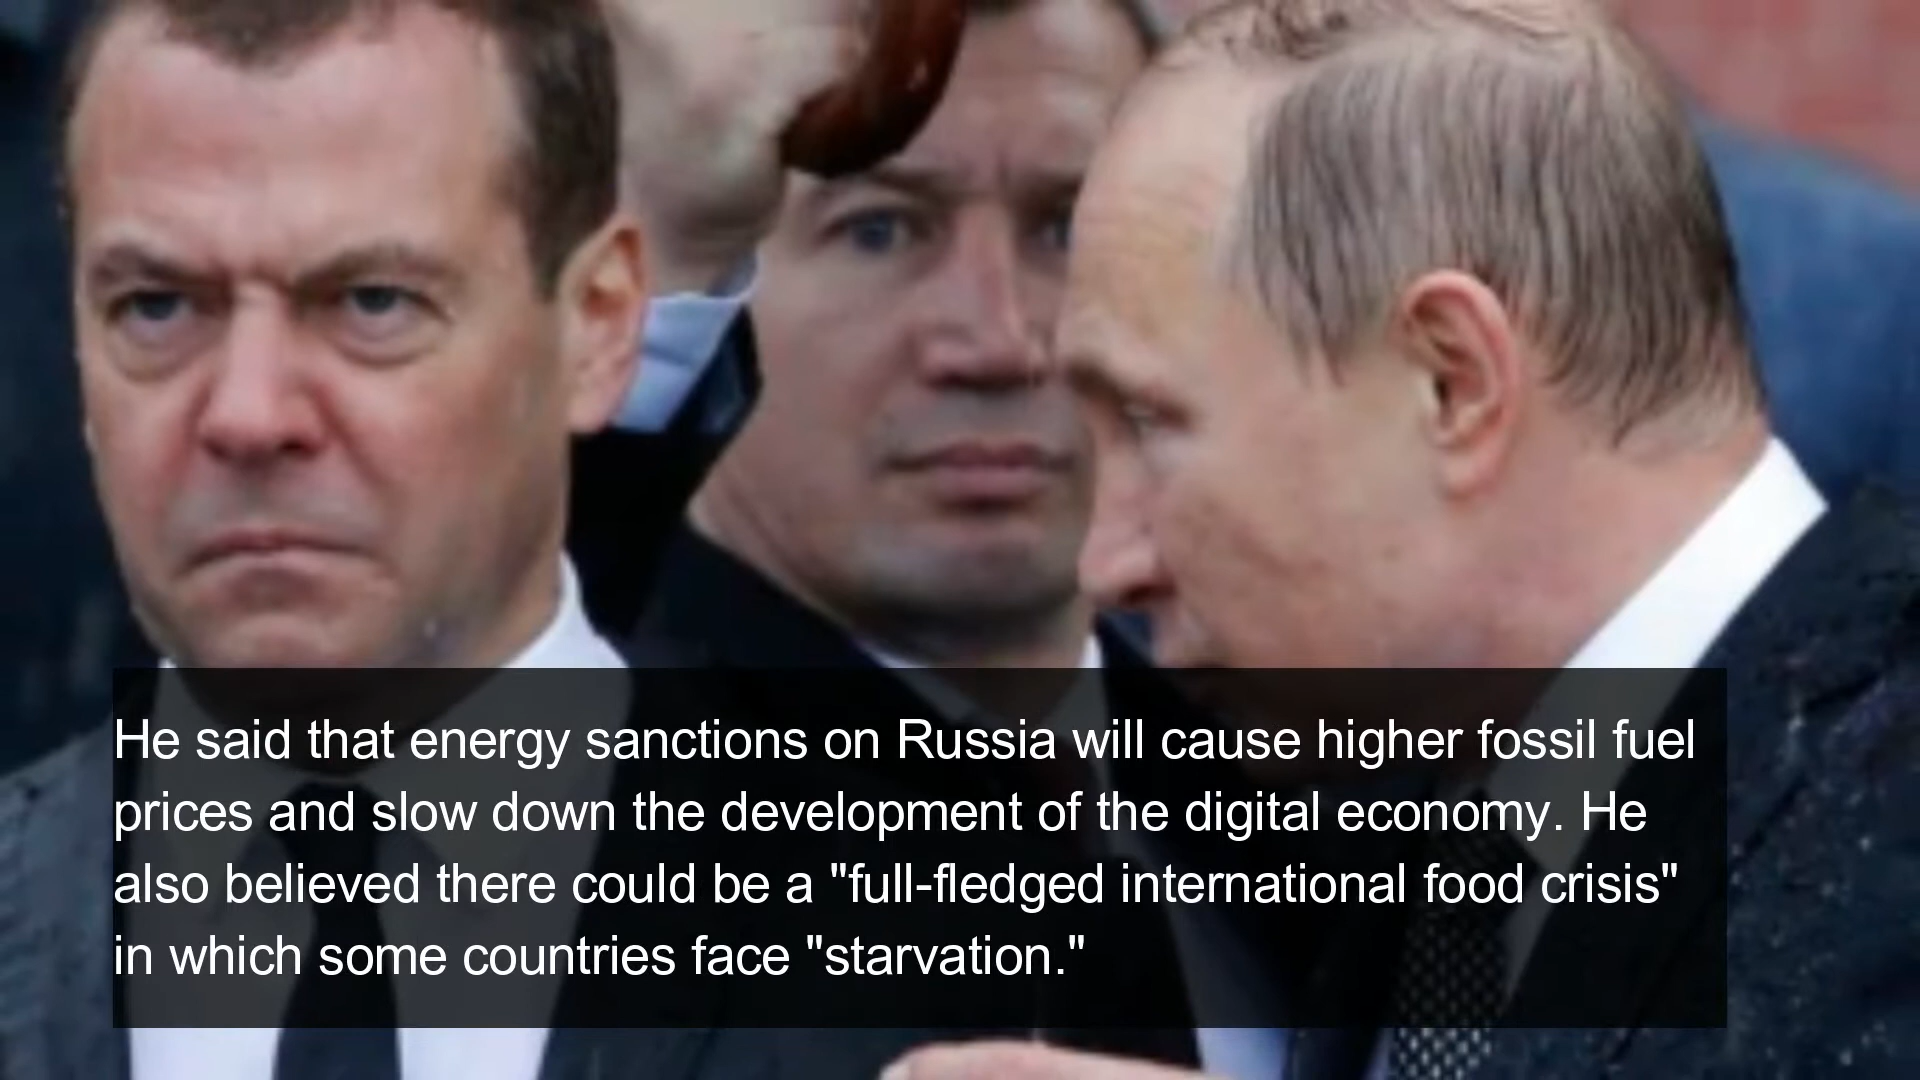 He said that energy sanctions on Russia will cause higher fossil fuel
prices and slow down the development of the digital economy. He
also believed there could be a "full-fledged international food crisis"
in which some countries face "starvation."